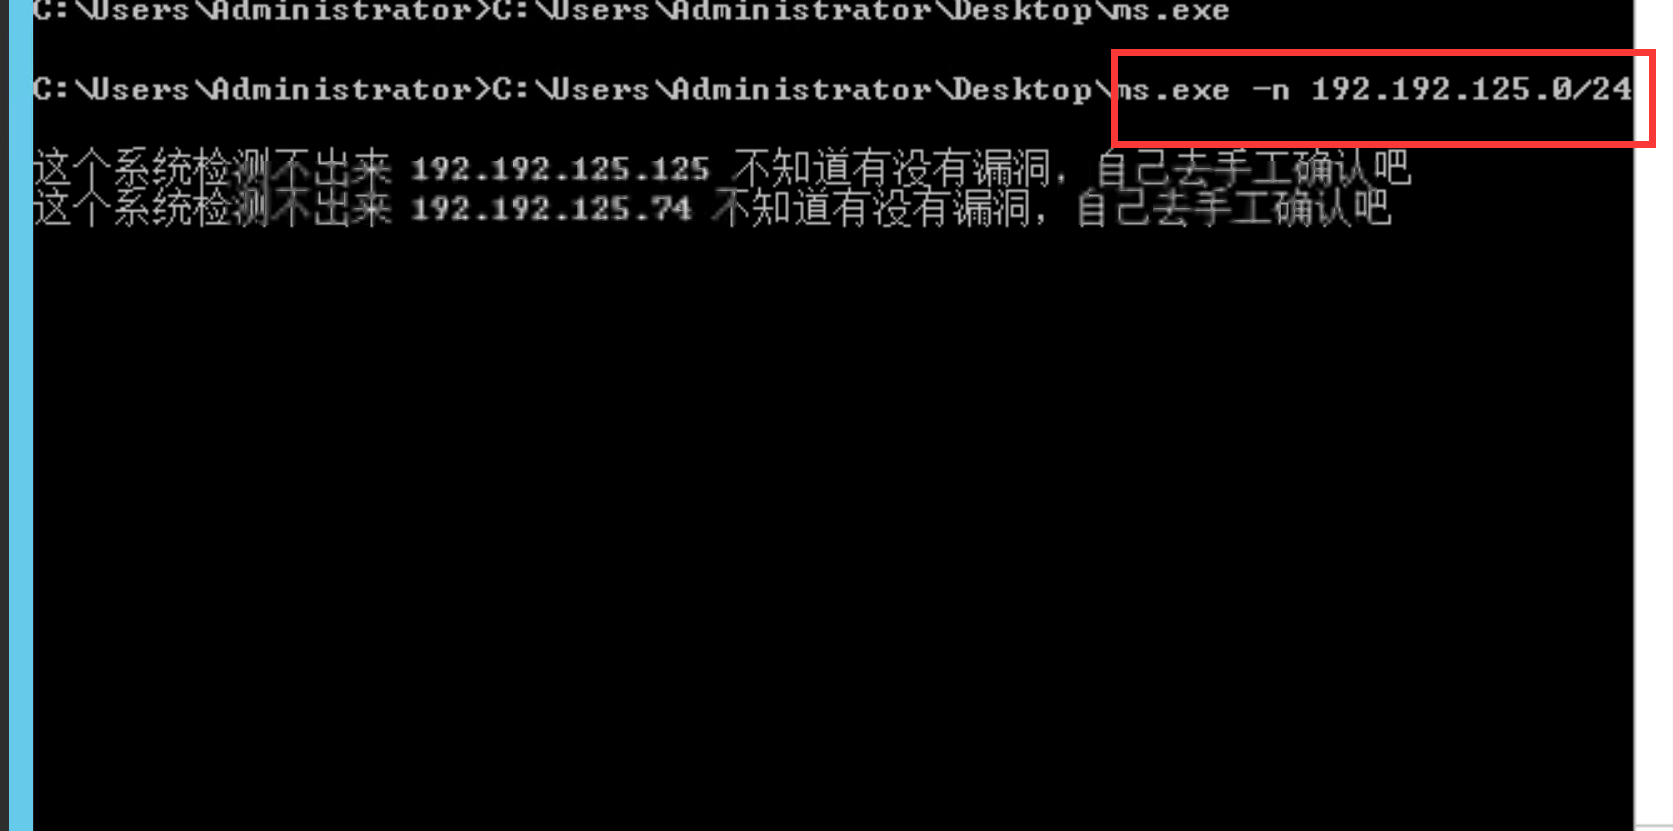 C:\Users\Administrator>C:\Users\Administrator\Desktop\ms.exe
C:\Users\Administrator>C:\Users\Administrator\Desktop\ms.exe -n 192.192.125.0/24
这个系统检测不出来 192.192.125.125 不知道有没有漏洞，自己去手工确认吧
这个系统检测不出来 192.192.125.74 不知道有没有漏洞，自己去手工确认吧